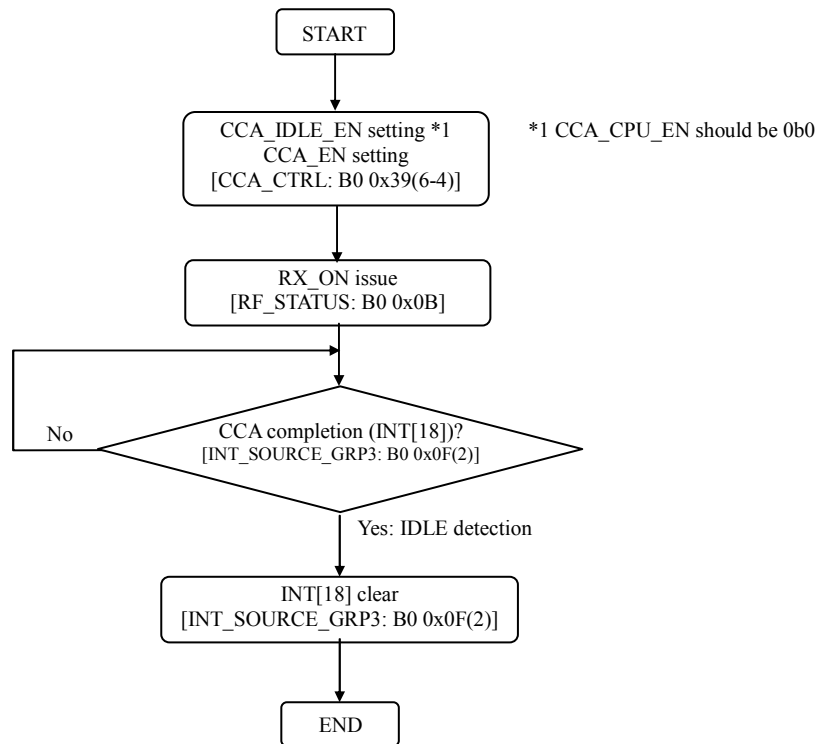 START
CCA_IDLE_EN setting *1
CCA_EN setting
[CCA_CTRL: B0 0x39(6-4)]
*1 CCA_CPU_EN should be 0b0
RX_ON issue
[RF_STATUS: B0 0x0B]
CCA completion (INT[18])?
[INT_SOURCE_GRP3: B0 0x0F(2)]
No
Yes: IDLE detection
INT[18] clear
[INT_SOURCE_GRP3: B0 0x0F(2)]
END